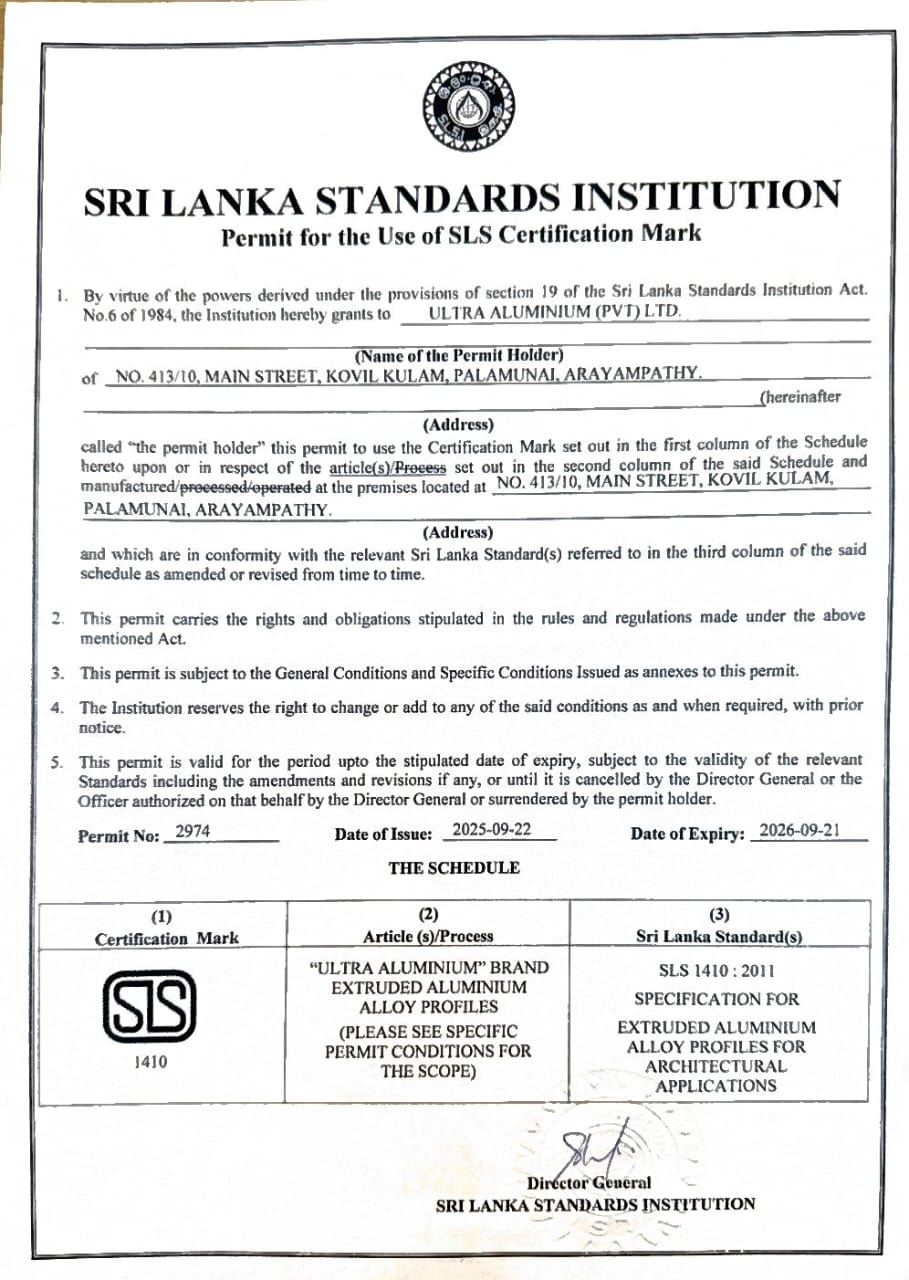 SLSI
SRI LANKA STANDARDS INSTITUTION
Permit for the Use of SLS Certification Mark
1. By virtue of the powers derived under the provisions of section 19 of the Sri Lanka Standards Institution Act.
No.6 of 1984, the Institution hereby grants to ULTRA ALUMINIUM (PVT) LTD.
(Name of the Permit Holder)
of NO. 413/10, MAIN STREET, KOVIL KULAM, PALAMUNAI, ARAYAMPATHY.
(hereinafter
(Address)
called “the permit holder” this permit to use the Certification Mark set out in the first column of the Schedule
hereto upon or in respect of the article(s)/Process set out in the second column of the said Schedule and
manufactured/processed/operated at the premises located at NO. 413/10, MAIN STREET, KOVIL KULAM,
PALAMUNAI, ARAYAMPATHY.
(Address)
and which are in conformity with the relevant Sri Lanka Standard(s) referred to in the third column of the said
schedule as amended or revised from time to time.
2. This permit carries the rights and obligations stipulated in the rules and regulations made under the above
mentioned Act.
3. This permit is subject to the General Conditions and Specific Conditions Issued as annexes to this permit.
4. The Institution reserves the right to change or add to any of the said conditions as and when required, with prior
notice.
5. This permit is valid for the period upto the stipulated date of expiry, subject to the validity of the relevant
Standards including the amendments and revisions if any, or until it is cancelled by the Director General or the
Officer authorized on that behalf by the Director General or surrendered by the permit holder.
Permit No: 2974 Date of Issue: 2025-09-22 Date of Expiry: 2026-09-21
THE SCHEDULE
(1)
Certification Mark
(2)
Article (s)/Process
(3)
Sri Lanka Standard(s)
SLS
1410
“ULTRA ALUMINIUM” BRAND
EXTRUDED ALUMINIUM
ALLOY PROFILES
(PLEASE SEE SPECIFIC
PERMIT CONDITIONS FOR
THE SCOPE)
SLS 1410 : 2011
SPECIFICATION FOR
EXTRUDED ALUMINIUM
ALLOY PROFILES FOR
ARCHITECTURAL
APPLICATIONS
Director General
SRI LANKA STANDARDS INSTITUTION